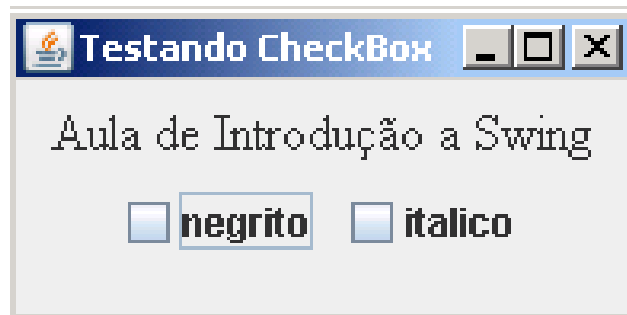 Testando CheckBox
Aula de Introdução a Swing
negrito italico